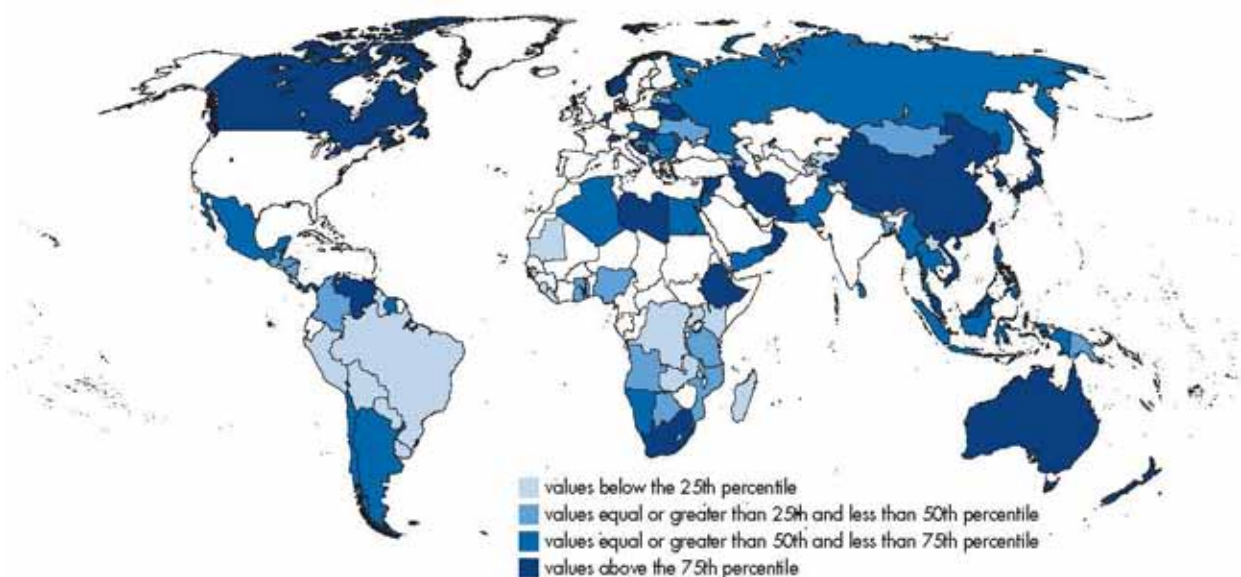 values below the 25th percentile
values equal or greater than 25th and less than 50th percentile
values equal or greater than 50th and less than 75th percentile
values above the 75th percentile